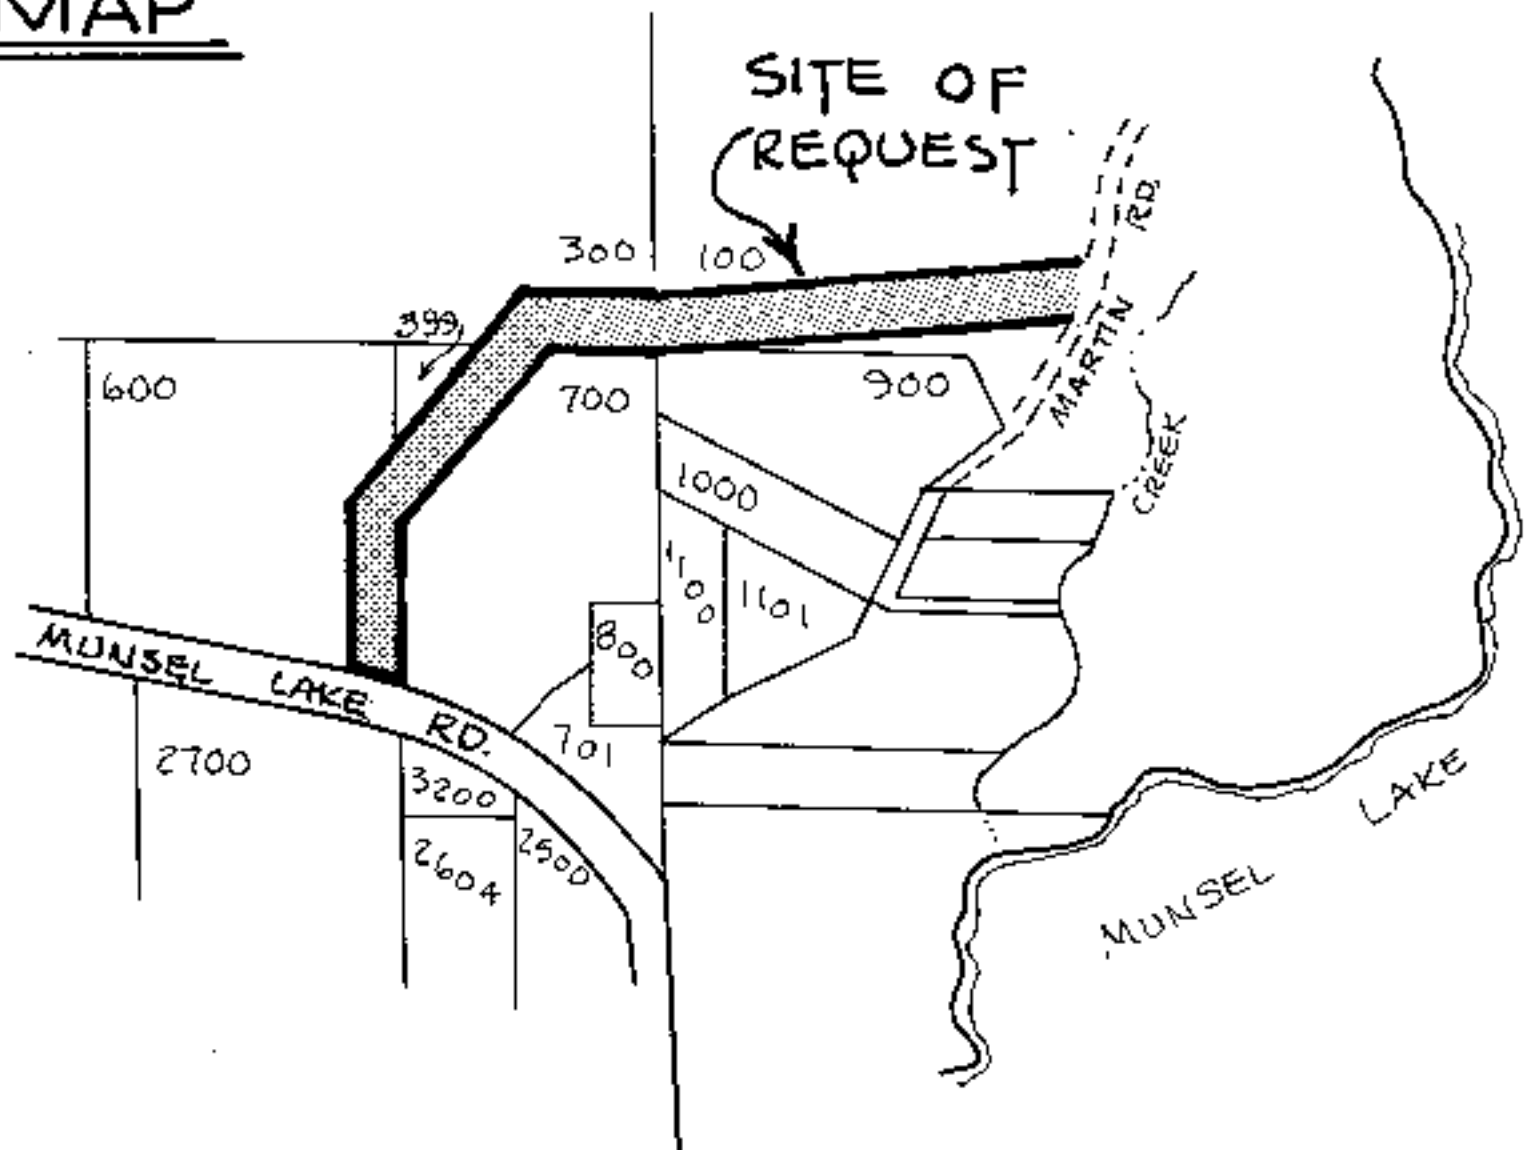 MAP
SITE OF
REQUEST
RD.
300
100
399
MARTIN
600
700
900
1000
CREEK
1100
1101
800
MUNSEL LAKE RD.
701
2700
3200
2604
2500
LAKE
MUNSEL